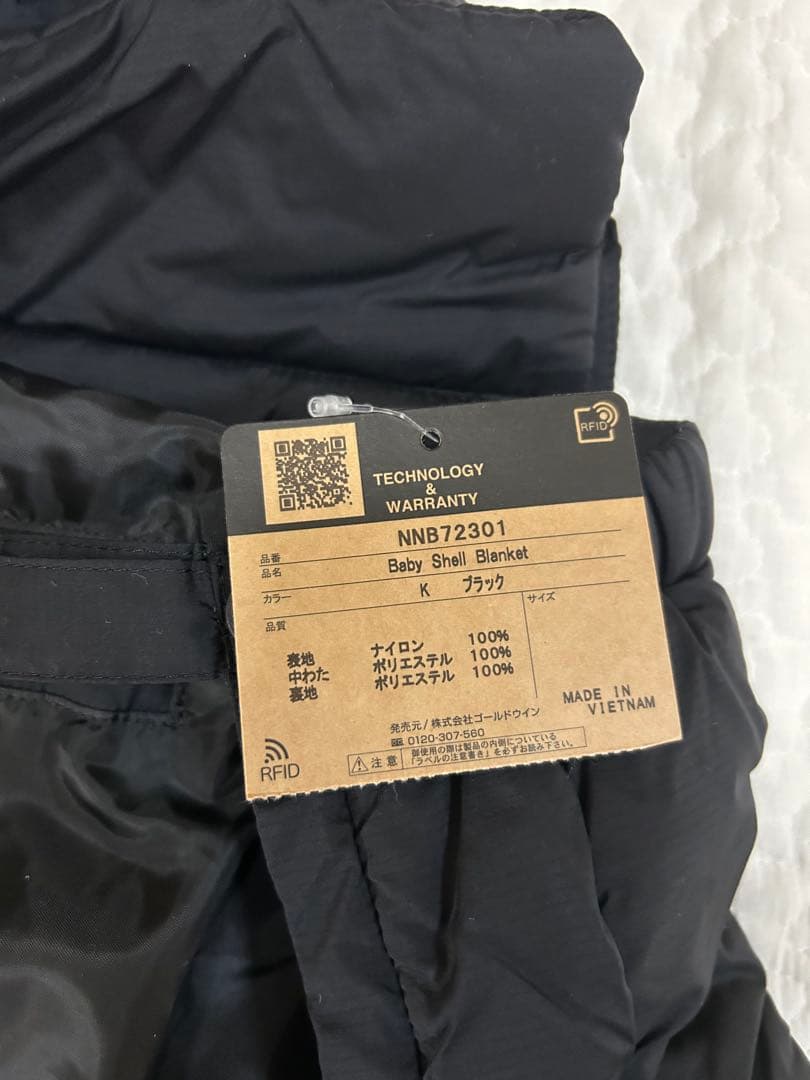 RFID
TECHNOLOGY
&
WARRANTY
品番 NNB72301
品名 Baby Shell Blanket
カラー K ブラック
品質 サイズ
表地 ナイロン 100%
中わた ポリエステル 100%
裏地 ポリエステル 100%
MADE IN
VIETNAM
発売元/株式会社ゴールドウイン
0120-307-560
RFID
注意 御使用の際は製品の内側についている
「ラベルの注意書き」を必ずお読み下さい。